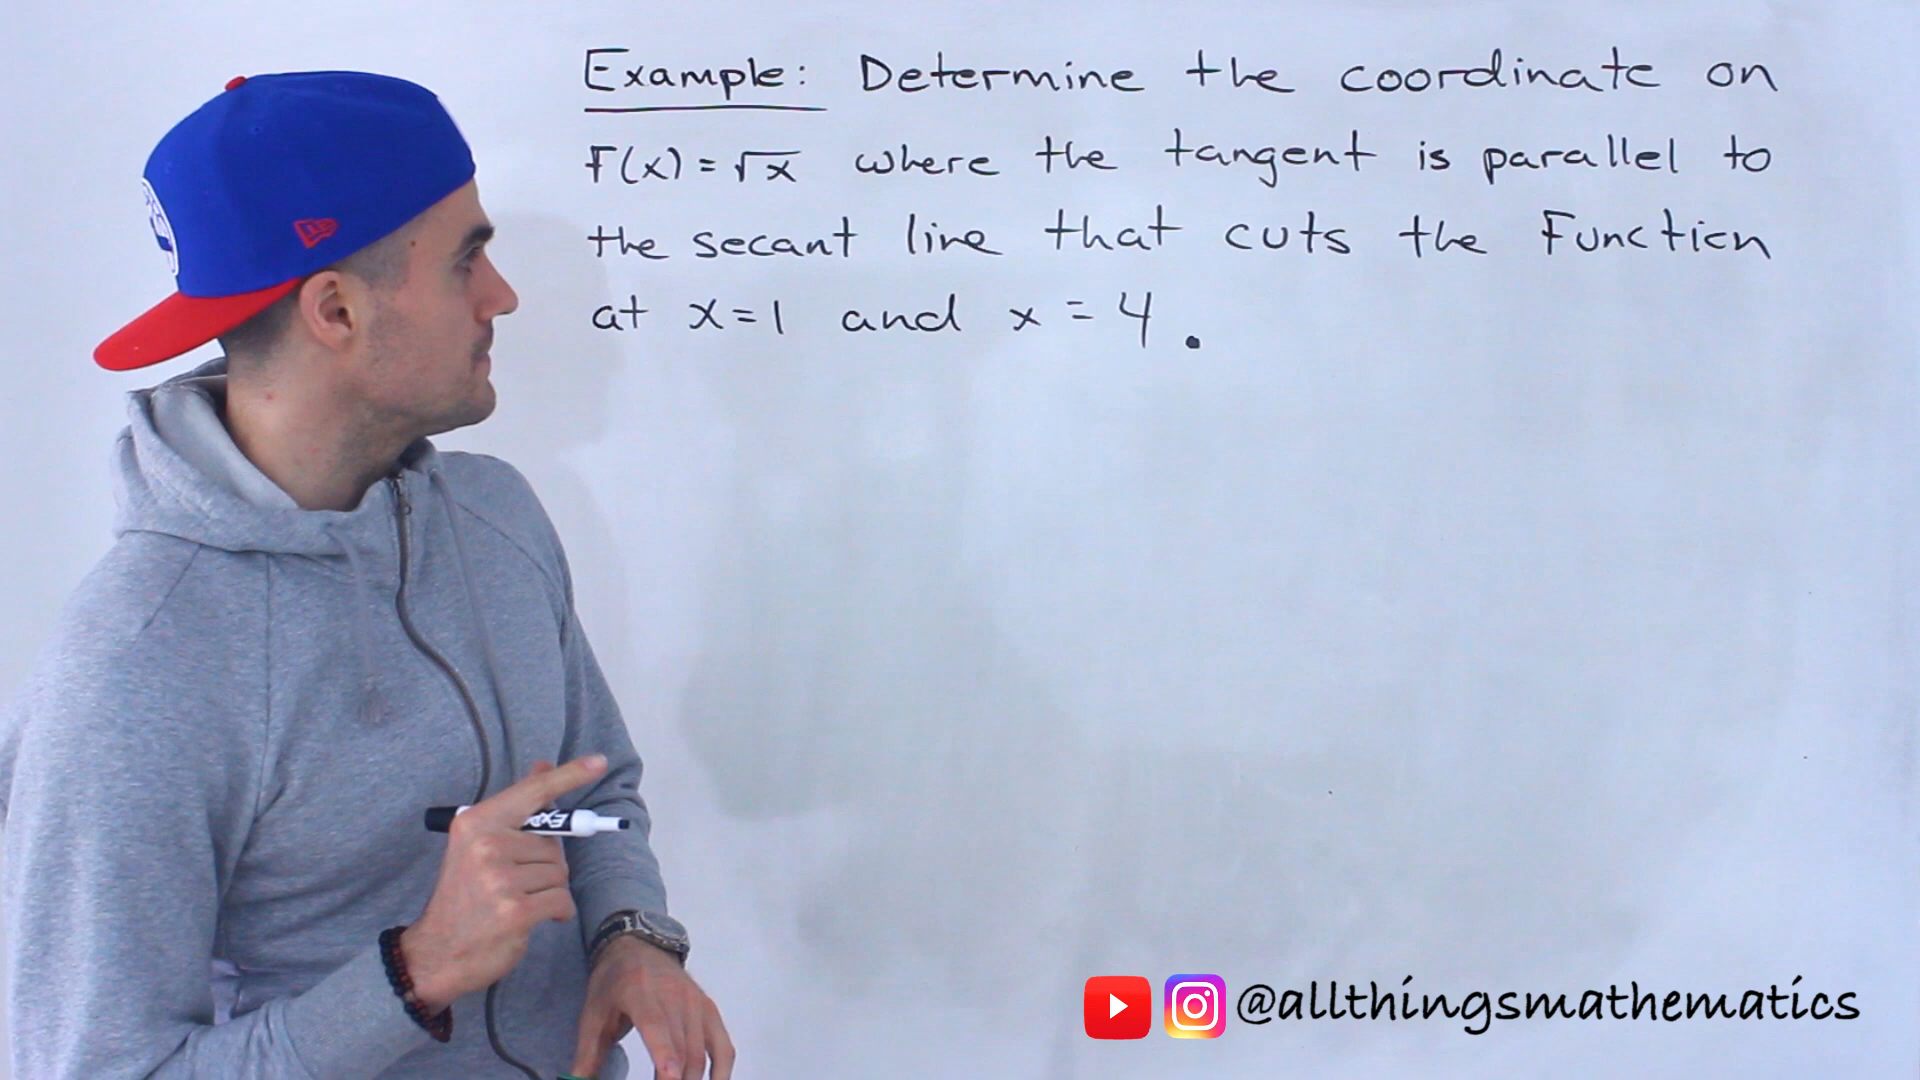 Example: Determine the coordinate on
F(x) = √x where the tangent is parallel to
the secant line that cuts the Function
at x=1 and x = 4.
@allthingsmathematics